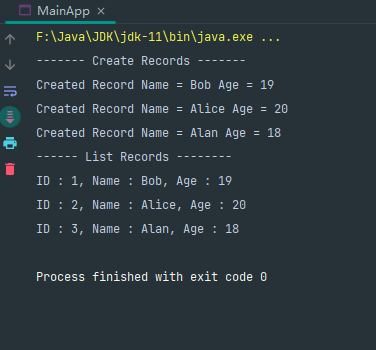 MainApp ×
F:\Java\JDK\jdk-11\bin\java.exe ...
------- Create Records -------
Created Record Name = Bob Age = 19
Created Record Name = Alice Age = 20
Created Record Name = Alan Age = 18
------ List Records --------
ID : 1, Name : Bob, Age : 19
ID : 2, Name : Alice, Age : 20
ID : 3, Name : Alan, Age : 18
Process finished with exit code 0